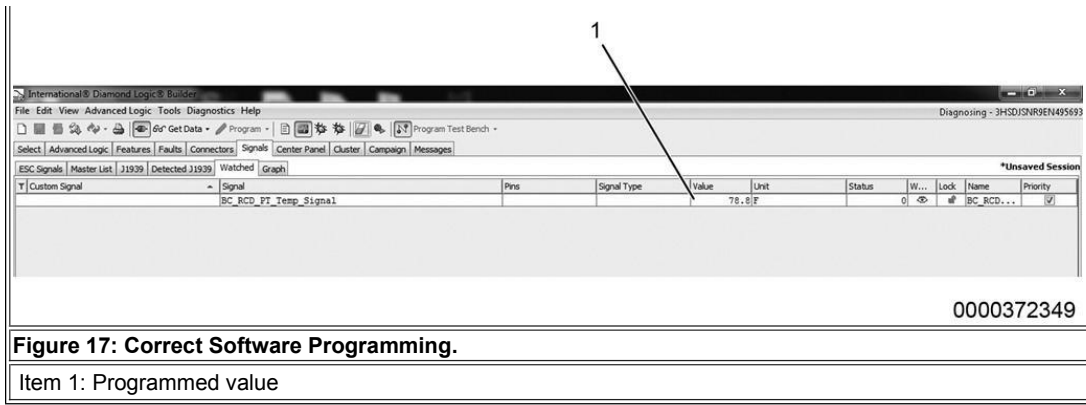 1
International® Diamond Logic® Builder
File Edit View Advanced Logic Tools Diagnostics Help Diagnosing - 3HSDJSNR9EN495693
Get Data Program Program Test Bench
Select Advanced Logic Features Faults Connectors Signals Center Panel Cluster Campaign Messages
ESC Signals Master List J1939 Detected J1939 Watched Graph *Unsaved Session
T Custom Signal Signal Pins Signal Type Value Unit Status W... Lock Name Priority
BC_RCD_PT_Temp_Signal 78.8 F 0 BC_RCD...
0000372349
Figure 17: Correct Software Programming.
Item 1: Programmed value